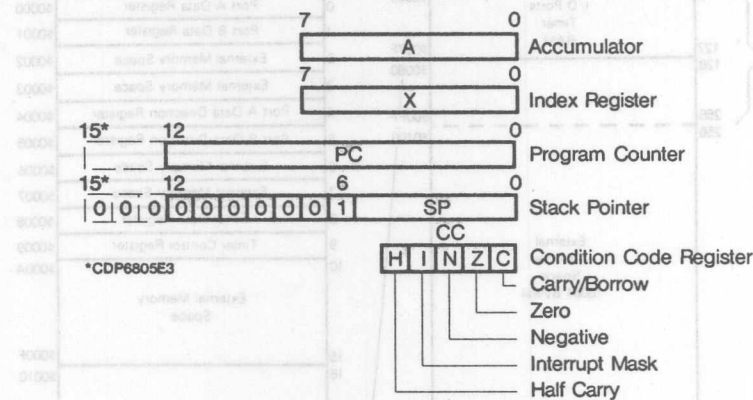 7 0
A Accumulator
7 0
X Index Register
15* 12 0
PC Program Counter
15* 12 6 0
0 0 0 0 0 0 0 0 0 1 SP Stack Pointer
CC
*CDP6805E3
H I N Z C Condition Code Register
Carry/Borrow
Zero
Negative
Interrupt Mask
Half Carry